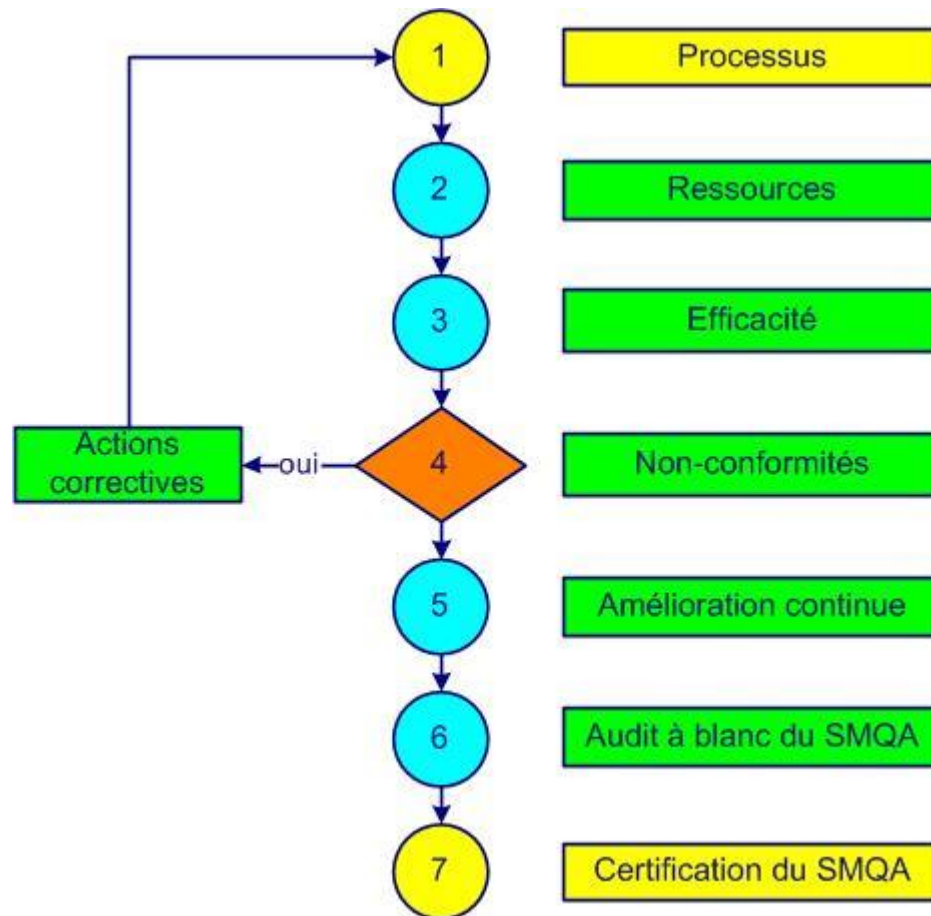 1
Processus
2
Ressources
3
Efficacité
Actions
correctives
oui
4
Non-conformités
5
Amélioration continue
6
Audit à blanc du SMQA
7
Certification du SMQA